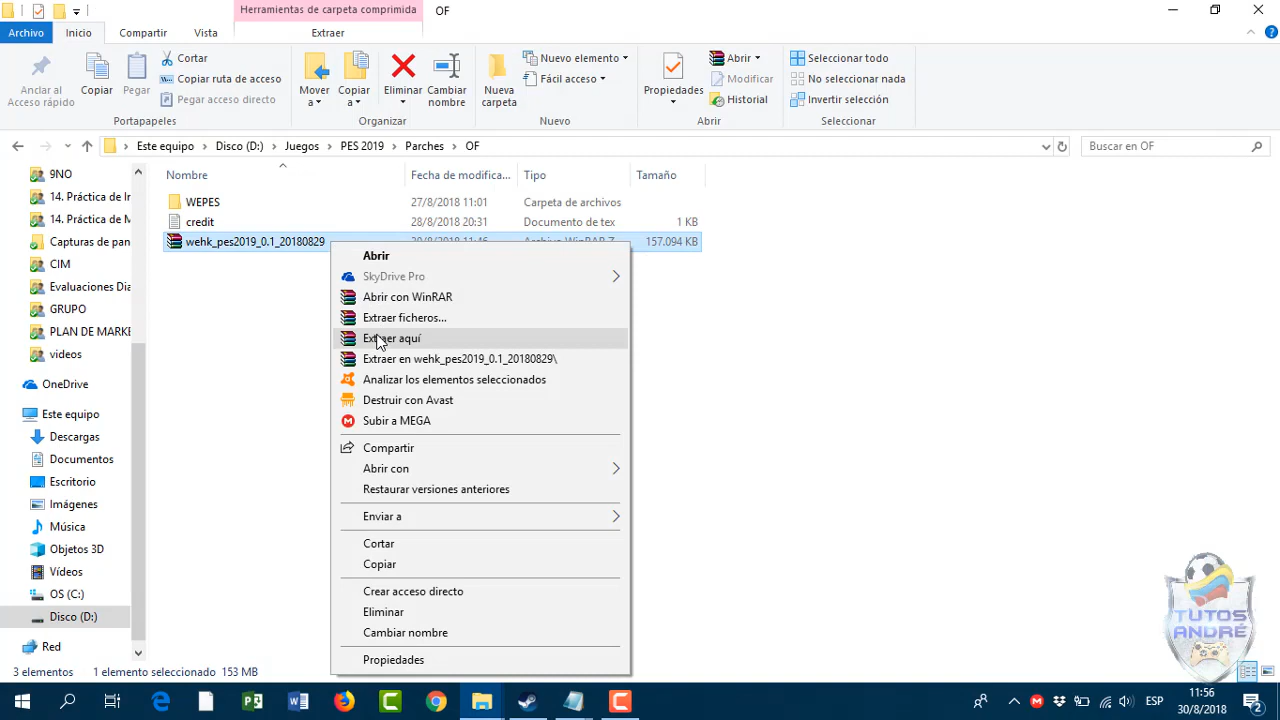 Herramientas de carpeta comprimida
OF
Archivo
Inicio
Compartir
Vista
Extraer
Anclar al
Acceso rápido
Copiar
Pegar
Cortar
Copiar ruta de acceso
Pegar acceso directo
Portapapeles
Mover
a
Copiar
a
Eliminar
Cambiar
nombre
Organizar
Nueva
carpeta
Nuevo elemento
Fácil acceso
Nuevo
Propiedades
Abrir
Modificar
Historial
Abrir
Seleccionar todo
No seleccionar nada
Invertir selección
Seleccionar
Este equipo > Disco (D:) > Juegos > PES 2019 > Parches > OF
Buscar en OF
Nombre
Fecha de modifica...
Tipo
Tamaño
WEPES 27/8/2018 11:01 Carpeta de archivos
credit 28/8/2018 20:31 Documento de tex 1 KB
wehk_pes2019_0.1_20180829 157.094 KB
9NO
14. Práctica de In
14. Práctica de M
Capturas de pan
CIM
Evaluaciones Dia
GRUPO
PLAN DE MARKE
videos
OneDrive
Este equipo
Descargas
Documentos
Escritorio
Imágenes
Música
Objetos 3D
Vídeos
OS (C:)
Disco (D:)
Red
Abrir
SkyDrive Pro
Abrir con WinRAR
Extraer ficheros...
Extraer aquí
Extraer en wehk_pes2019_0.1_20180829\
Analizar los elementos seleccionados
Destruir con Avast
Subir a MEGA
Compartir
Abrir con
Restaurar versiones anteriores
Enviar a
Cortar
Copiar
Crear acceso directo
Eliminar
Cambiar nombre
Propiedades
TUTOS
ANDRÉ
3 elementos
1 elemento seleccionado 153 MB
ESP
11:56
30/8/2018
2